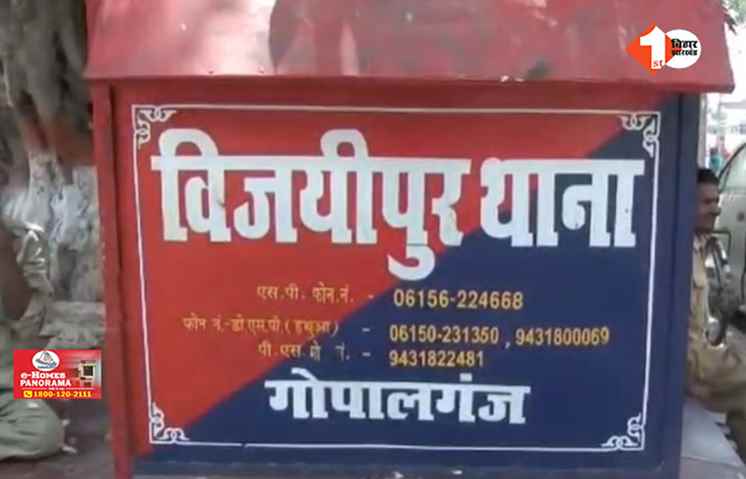 1st बिहार झारखंड
विजयीपुर थाना
एस.पी. फोन.नं. - 06156-224668
फोन नं.-डी.एस.पी.(हथुआ) - 06150-231350 , 9431800069
पी.एस. नं. - 9431822481
गोपालगंज
e-HOMES
PANORAMA
1800-120-2111